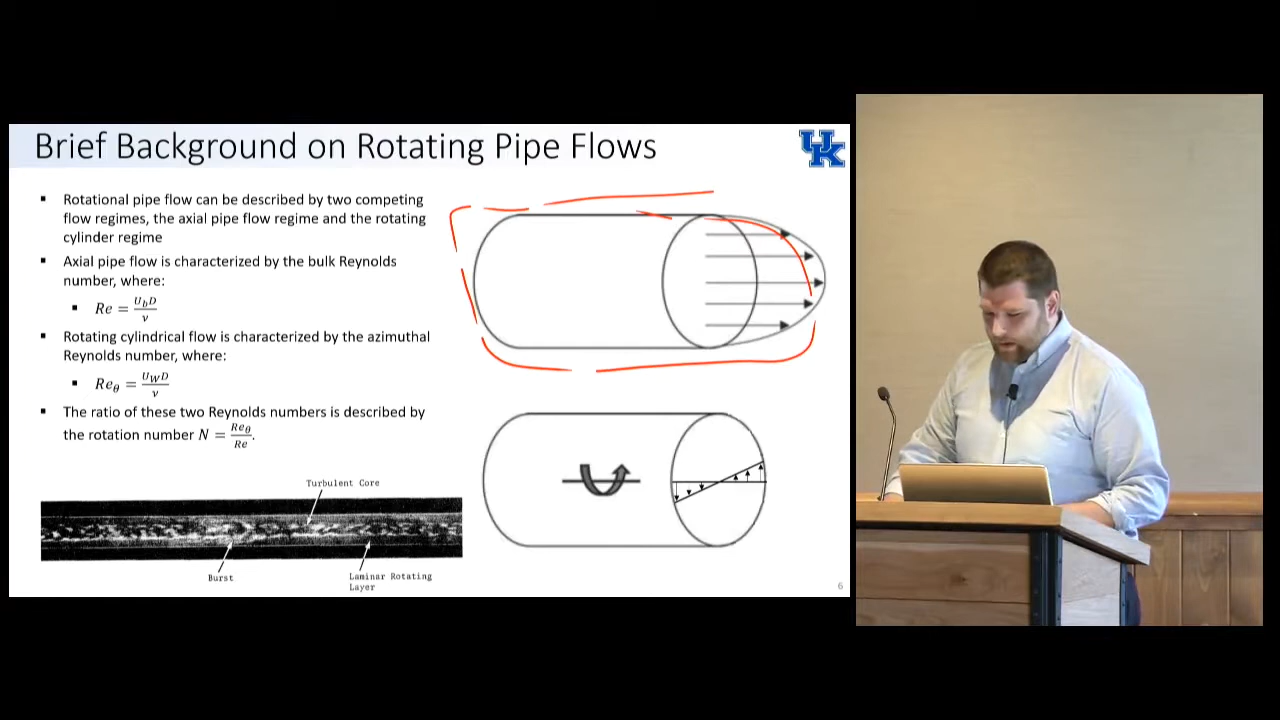 Brief Background on Rotating Pipe Flows
UK
▪ Rotational pipe flow can be described by two competing
flow regimes, the axial pipe flow regime and the rotating
cylinder regime
▪ Axial pipe flow is characterized by the bulk Reynolds
number, where:
▪ Re = U_b D / ν
▪ Rotating cylindrical flow is characterized by the azimuthal
Reynolds number, where:
▪ Re_θ = U_W D / ν
▪ The ratio of these two Reynolds numbers is described by
the rotation number N = Re_θ / Re.
Turbulent Core
Burst
Laminar Rotating
Layer
6